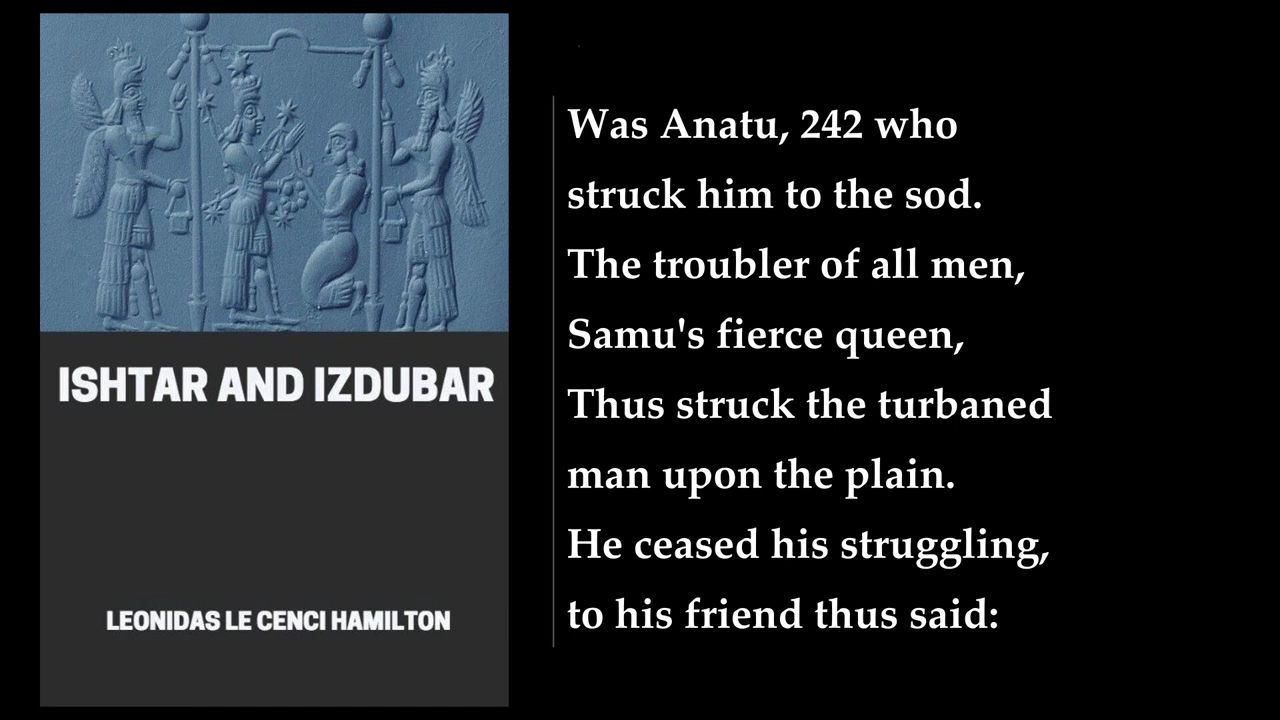 ISHTAR AND IZDUBAR
LEONIDAS LE CENCI HAMILTON
Was Anatu, 242 who
struck him to the sod.
The troubler of all men,
Samu's fierce queen,
Thus struck the turbaned
man upon the plain.
He ceased his struggling,
to his friend thus said: